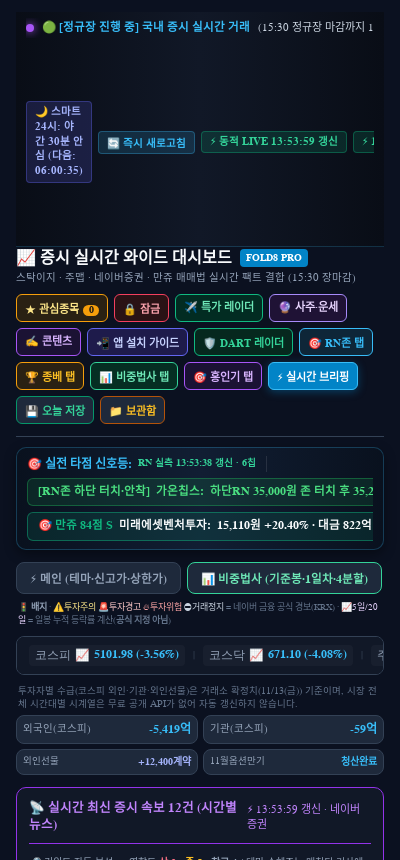 🟢 [정규장 진행 중] 국내 증시 실시간 거래 (15:30 정규장 마감까지 1
🌙 스마트
24시: 야
간 30분 안
심 (다음:
06:00:35)
🔄 즉시 새로고침
⚡ 동적 LIVE 13:53:59 갱신
📈 증시 실시간 와이드 대시보드 FOLD8 PRO
스탁이지 · 주맵 · 네이버증권 · 만쥬 매매법 실시간 팩트 결합 (15:30 장마감)
★ 관심종목 0
🔒 잠금
✈️ 특가 레이더
🔮 사주·운세
✍️ 콘텐츠
📲 앱 설치 가이드
🛡️ DART 레이더
🎯 RN존 탭
🏆 종베 탭
📊 비중법사 탭
🎯 홍인기 탭
⚡ 실시간 브리핑
💾 오늘 저장
📁 보관함
🎯 실전 타점 신호등: RN 실측 13:53:38 갱신 · 6칩
[RN존 하단 터치·안착] 가온칩스: 하단RN 35,000원 존 터치 후 35,2
🎯 만쥬 84점 S 미래에셋벤처투자: 15,110원 +20.40% · 대금 822억
⚡ 메인 (테마·신고가·상한가)
📊 비중법사 (기준봉·1일차·4분할)
🚦 배지 · ⚠️투자주의 🚨투자경고 ⛔거래정지 = 네이버 금융 공식 경보(KRX) · 📈5일/20
일 = 일봉 누적 등락률 계산(공식 지정 아님)
코스피 📈 5101.98 (-3.56%) | 코스닥 📈 671.10 (-4.08%) |
투자자별 수급(코스피 외인·기관·외인선물)은 거래소 확정치(11/13(금)) 기준이며, 시장 전
체 시간대별 시계열은 무료 공개 API가 없어 자동 갱신하지 않습니다.
외국인(코스피) -5,419억
기관(코스피) -59억
외인선물 +12,400계약
11월옵션만기 청산완료
📡 실시간 최신 증시 속보 12건 (시간별
뉴스)
⚡ 13:53:59 갱신 · 네이버
증권